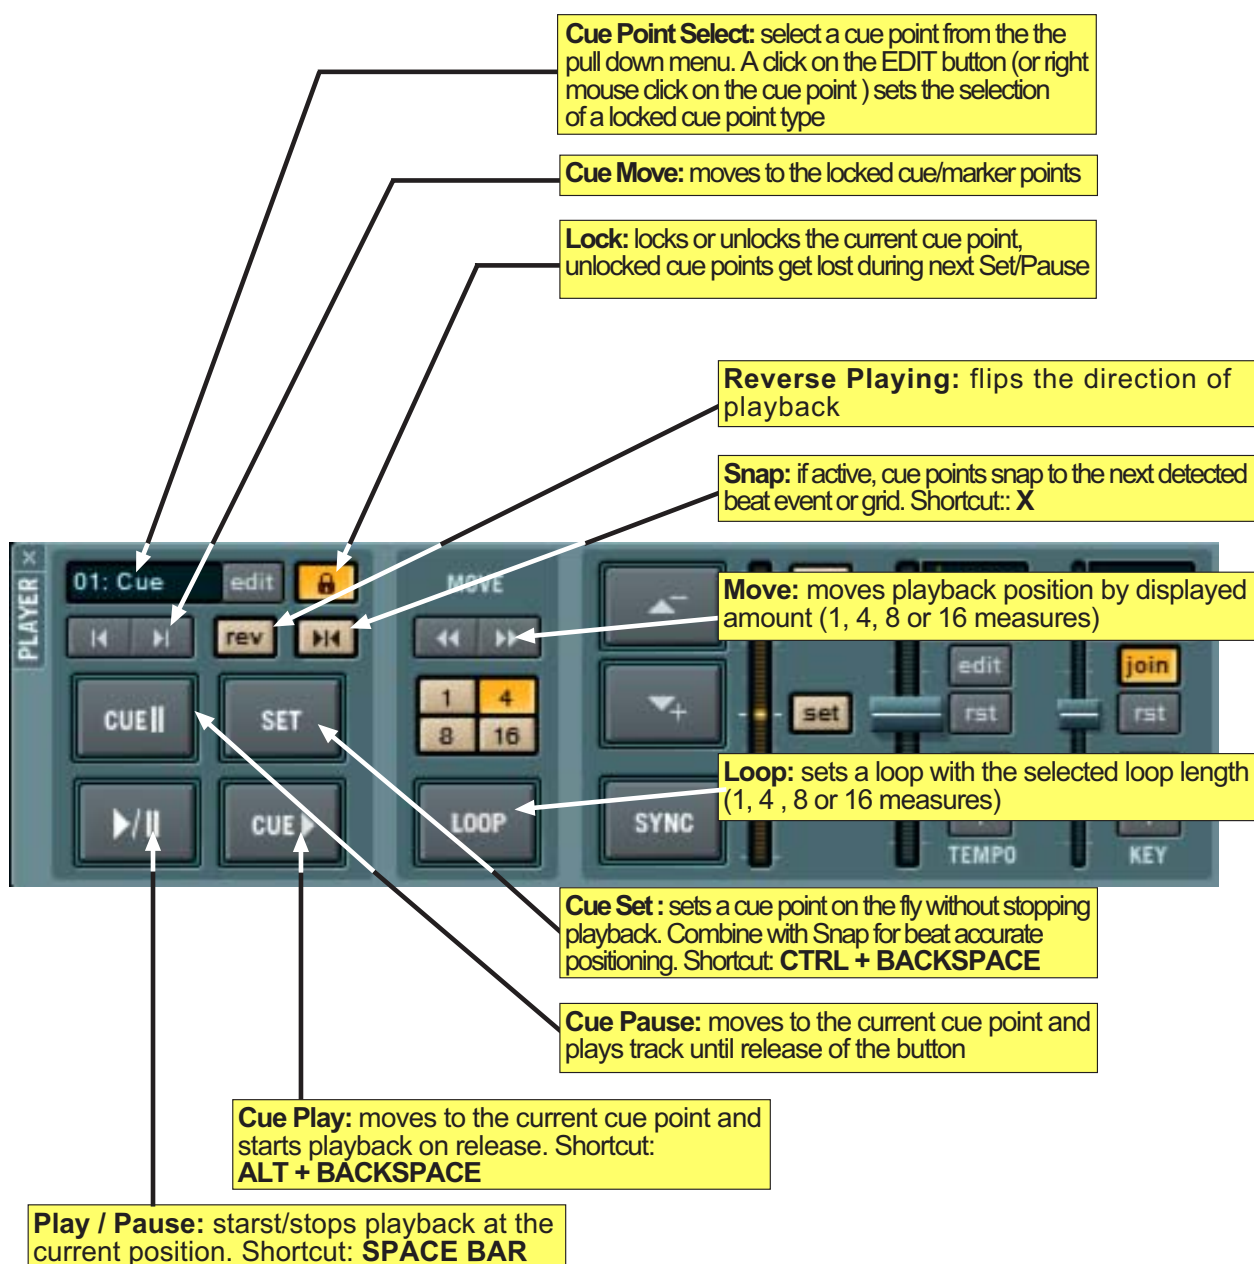 Cue Point Select: select a cue point from the the
pull down menu. A click on the EDIT button (or right
mouse click on the cue point ) sets the selection
of a locked cue point type
Cue Move: moves to the locked cue/marker points
Lock: locks or unlocks the current cue point,
unlocked cue points get lost during next Set/Pause
Reverse Playing: flips the direction of
playback
Snap: if active, cue points snap to the next detected
beat event or grid. Shortcut:: X
PLAYER
01: Cue
edit
MOVE
Move: moves playback position by displayed
amount (1, 4, 8 or 16 measures)
rev
edit
join
1
4
8
16
CUE
SET
set
rst
rst
Loop: sets a loop with the selected loop length
(1, 4 , 8 or 16 measures)
CUE
LOOP
SYNC
TEMPO
KEY
Cue Set : sets a cue point on the fly without stopping
playback. Combine with Snap for beat accurate
positioning. Shortcut: CTRL + BACKSPACE
Cue Pause: moves to the current cue point and
plays track until release of the button
Cue Play: moves to the current cue point and
starts playback on release. Shortcut:
ALT + BACKSPACE
Play / Pause: starst/stops playback at the
current position. Shortcut: SPACE BAR